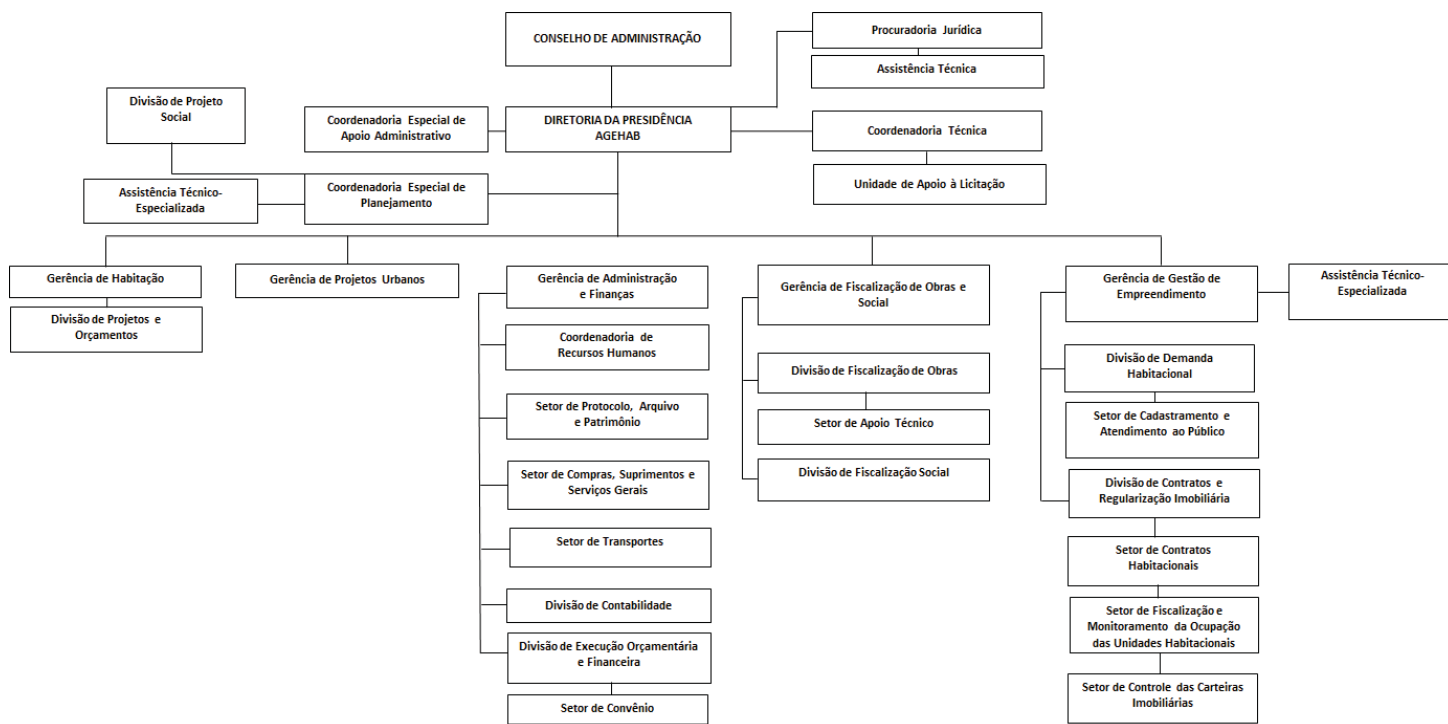 CONSELHO DE ADMINISTRAÇÃO
Procuradoria Jurídica
Assistência Técnica
Divisão de Projeto
Social
Coordenadoria Especial de
Apoio Administrativo
DIRETORIA DA PRESIDÊNCIA
AGEHAB
Coordenadoria Técnica
Unidade de Apoio à Licitação
Assistência Técnico-
Especializada
Coordenadoria Especial de
Planejamento
Gerência de Habitação
Divisão de Projetos e
Orçamentos
Gerência de Projetos Urbanos
Gerência de Administração
e Finanças
Coordenadoria de
Recursos Humanos
Setor de Protocolo, Arquivo
e Patrimônio
Setor de Compras, Suprimentos e
Serviços Gerais
Setor de Transportes
Divisão de Contabilidade
Divisão de Execução Orçamentária
e Financeira
Setor de Convênio
Gerência de Fiscalização de Obras e
Social
Divisão de Fiscalização de Obras
Setor de Apoio Técnico
Divisão de Fiscalização Social
Gerência de Gestão de
Empreendimento
Assistência Técnico-
Especializada
Divisão de Demanda
Habitacional
Setor de Cadastramento e
Atendimento ao Público
Divisão de Contratos e
Regularização Imobiliária
Setor de Contratos
Habitacionais
Setor de Fiscalização e
Monitoramento da Ocupação
das Unidades Habitacionais
Setor de Controle das Carteiras
Imobiliárias